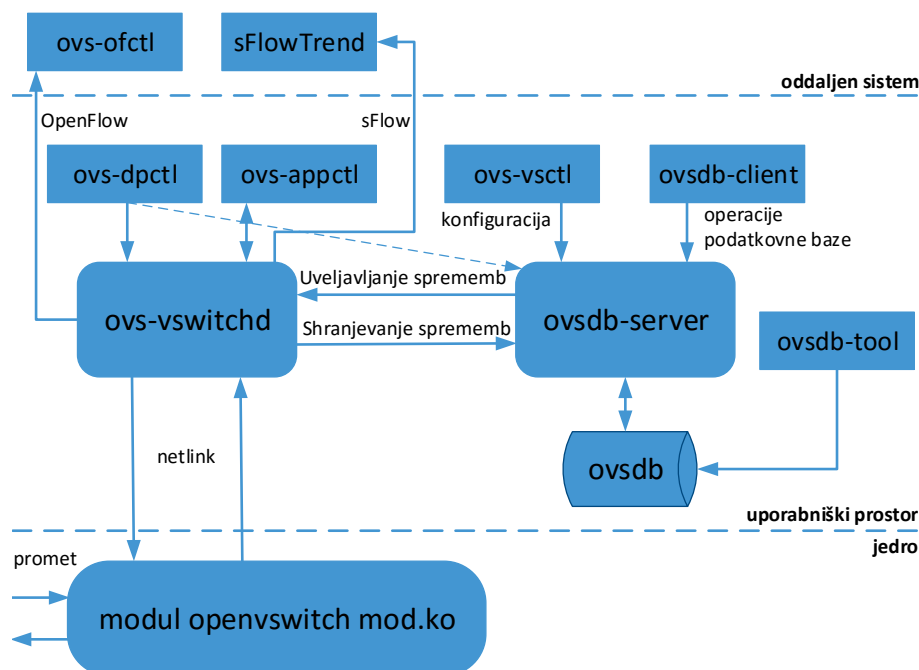 ovs-ofctl
sFlowTrend
oddaljen sistem
OpenFlow
sFlow
ovs-dpctl
ovs-appctl
ovs-vsctl
ovsdb-client
konfiguracija
operacije
podatkovne baze
Uveljavljanje sprememb
ovs-vswitchd
ovsdb-server
Shranjevanje sprememb
ovsdb-tool
netlink
ovsdb
uporabniški prostor
jedro
promet
modul openvswitch mod.ko